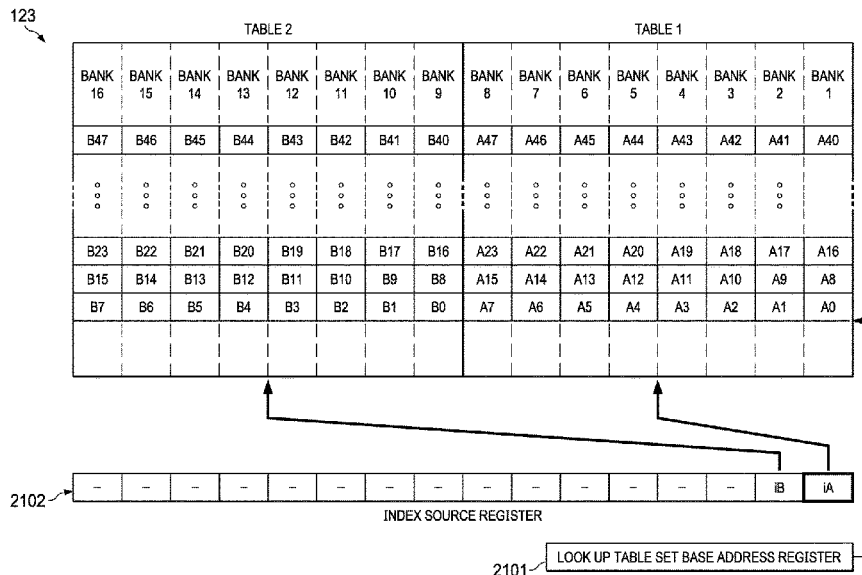 123
TABLE 2 TABLE 1
BANK 16 BANK 15 BANK 14 BANK 13 BANK 12 BANK 11 BANK 10 BANK 9 BANK 8 BANK 7 BANK 6 BANK 5 BANK 4 BANK 3 BANK 2 BANK 1
B47 B46 B45 B44 B43 B42 B41 B40 A47 A46 A45 A44 A43 A42 A41 A40
B23 B22 B21 B20 B19 B18 B17 B16 A23 A22 A21 A20 A19 A18 A17 A16
B15 B14 B13 B12 B11 B10 B9 B8 A15 A14 A13 A12 A11 A10 A9 A8
B7 B6 B5 B4 B3 B2 B1 B0 A7 A6 A5 A4 A3 A2 A1 A0
2102 – – – – – – – – – – – – – – iB iA
INDEX SOURCE REGISTER
2101 LOOK UP TABLE SET BASE ADDRESS REGISTER